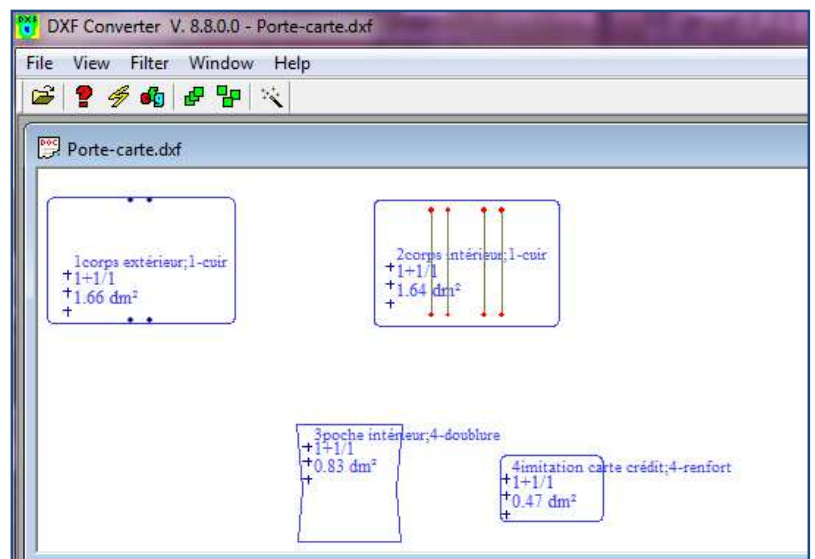 DXF Converter V. 8.8.0.0 - Porte-carte.dxf
File View Filter Window Help
Porte-carte.dxf
1corps extérieur;1-cuir
1+1/1
1.66 dm²
2corps intérieur;1-cuir
1+1/1
1.64 dm²
3poche intérieur;4-doublure
1+1/1
0.83 dm²
4imitation carte crédit;4-renfort
1+1/1
0.47 dm²